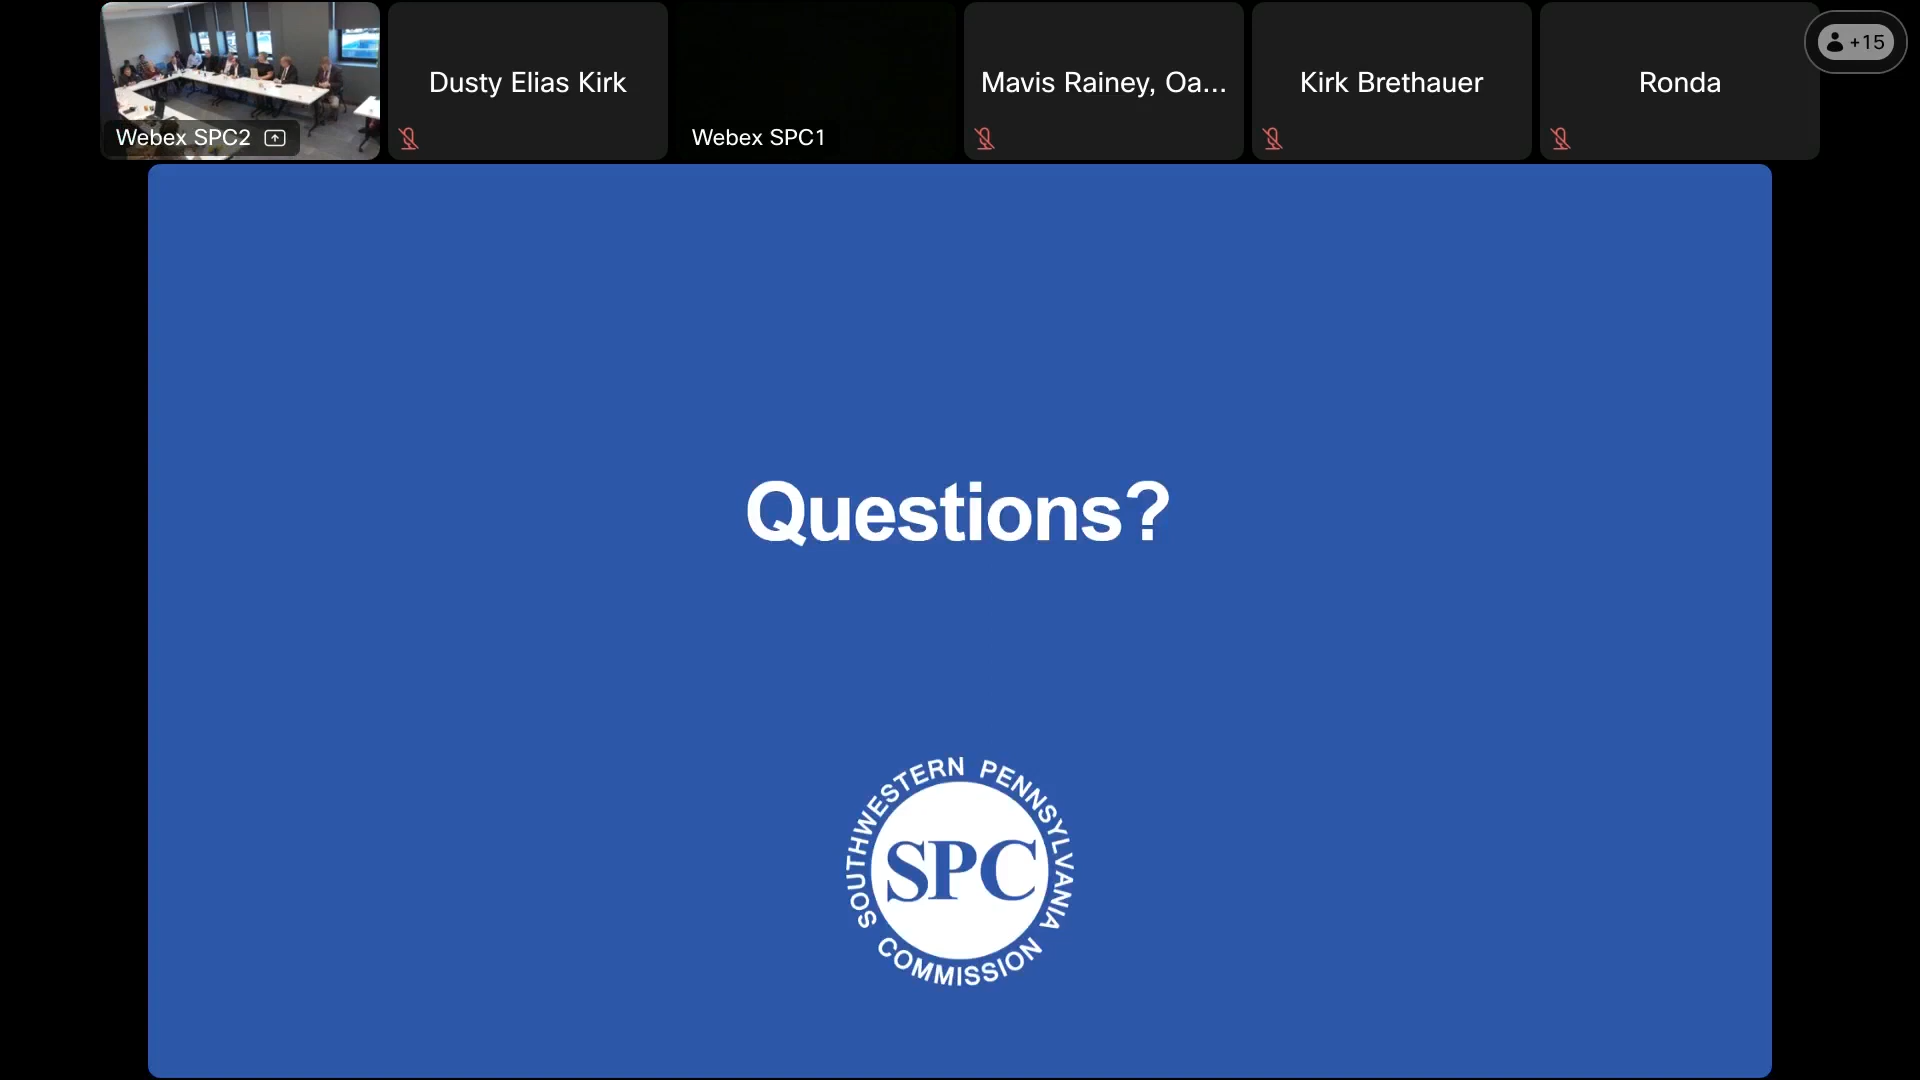 Webex SPC2
Dusty Elias Kirk
Webex SPC1
Mavis Rainey, Oa...
Kirk Brethauer
Ronda
+15
Questions?
SOUTHWESTERN PENNSYLVANIA
SPC
COMMISSION